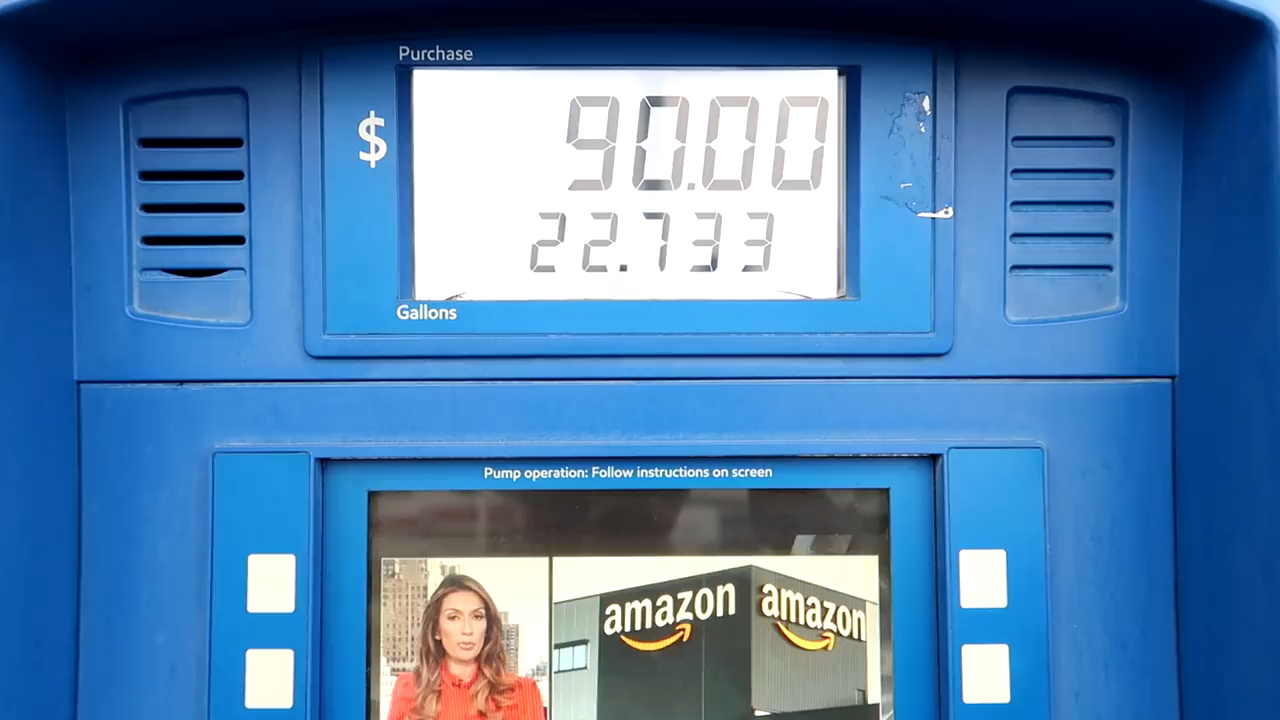 Purchase
$ 90.00
22.733
Gallons
Pump operation: Follow instructions on screen
amazon amazon